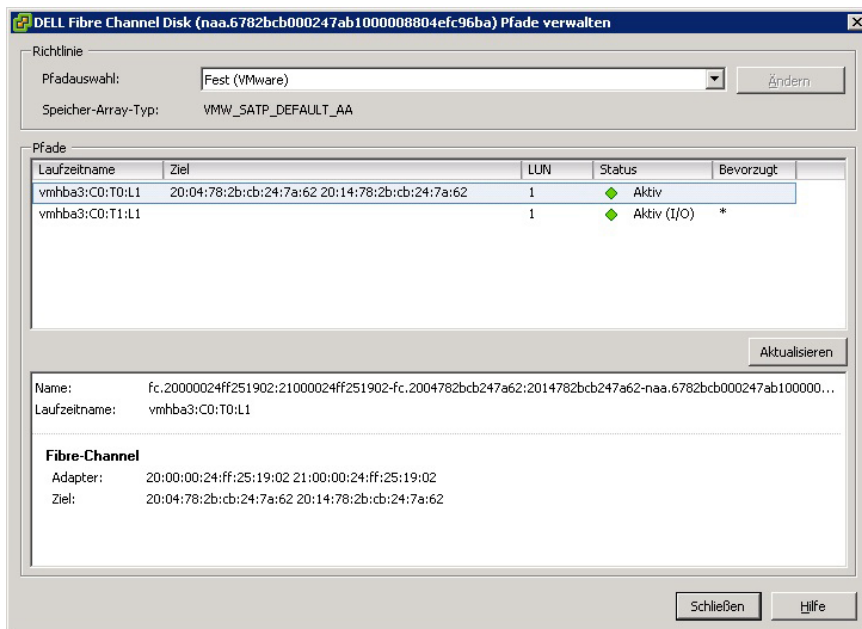 DELL Fibre Channel Disk (naa.6782bcb000247ab1000008804efc96ba) Pfade verwalten
Richtlinie
Pfadauswahl: Fest (VMware) Ändern
Speicher-Array-Typ: VMW_SATP_DEFAULT_AA
Pfade
Laufzeitname Ziel LUN Status Bevorzugt
vmhba3:C0:T0:L1 20:04:78:2b:cb:24:7a:62 20:14:78:2b:cb:24:7a:62 1 Aktiv
vmhba3:C0:T1:L1 1 Aktiv (I/O) *
Aktualisieren
Name: fc.20000024ff251902:21000024ff251902-fc.2004782bcb247a62:2014782bcb247a62-naa.6782bcb000247ab100000...
Laufzeitname: vmhba3:C0:T0:L1
Fibre-Channel
Adapter: 20:00:00:24:ff:25:19:02 21:00:00:24:ff:25:19:02
Ziel: 20:04:78:2b:cb:24:7a:62 20:14:78:2b:cb:24:7a:62
Schließen Hilfe